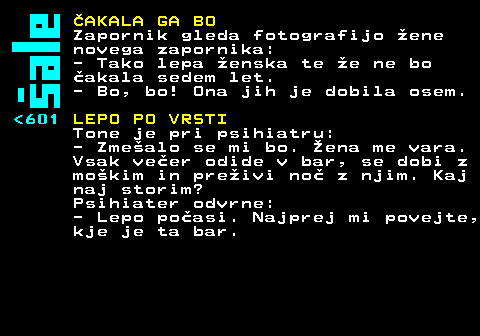 šale
ČAKALA GA BO
Zapornik gleda fotografijo žene
novega zapornika:
- Tako lepa ženska te že ne bo
čakala sedem let.
- Bo, bo! Ona jih je dobila osem.
<601 LEPO PO VRSTI
Tone je pri psihiatru:
- Zmešalo se mi bo. Žena me vara.
Vsak večer odide v bar, se dobi z
moškim in preživi noč z njim. Kaj
naj storim?
Psihiater odvrne:
- Lepo počasi. Najprej mi povejte,
kje je ta bar.